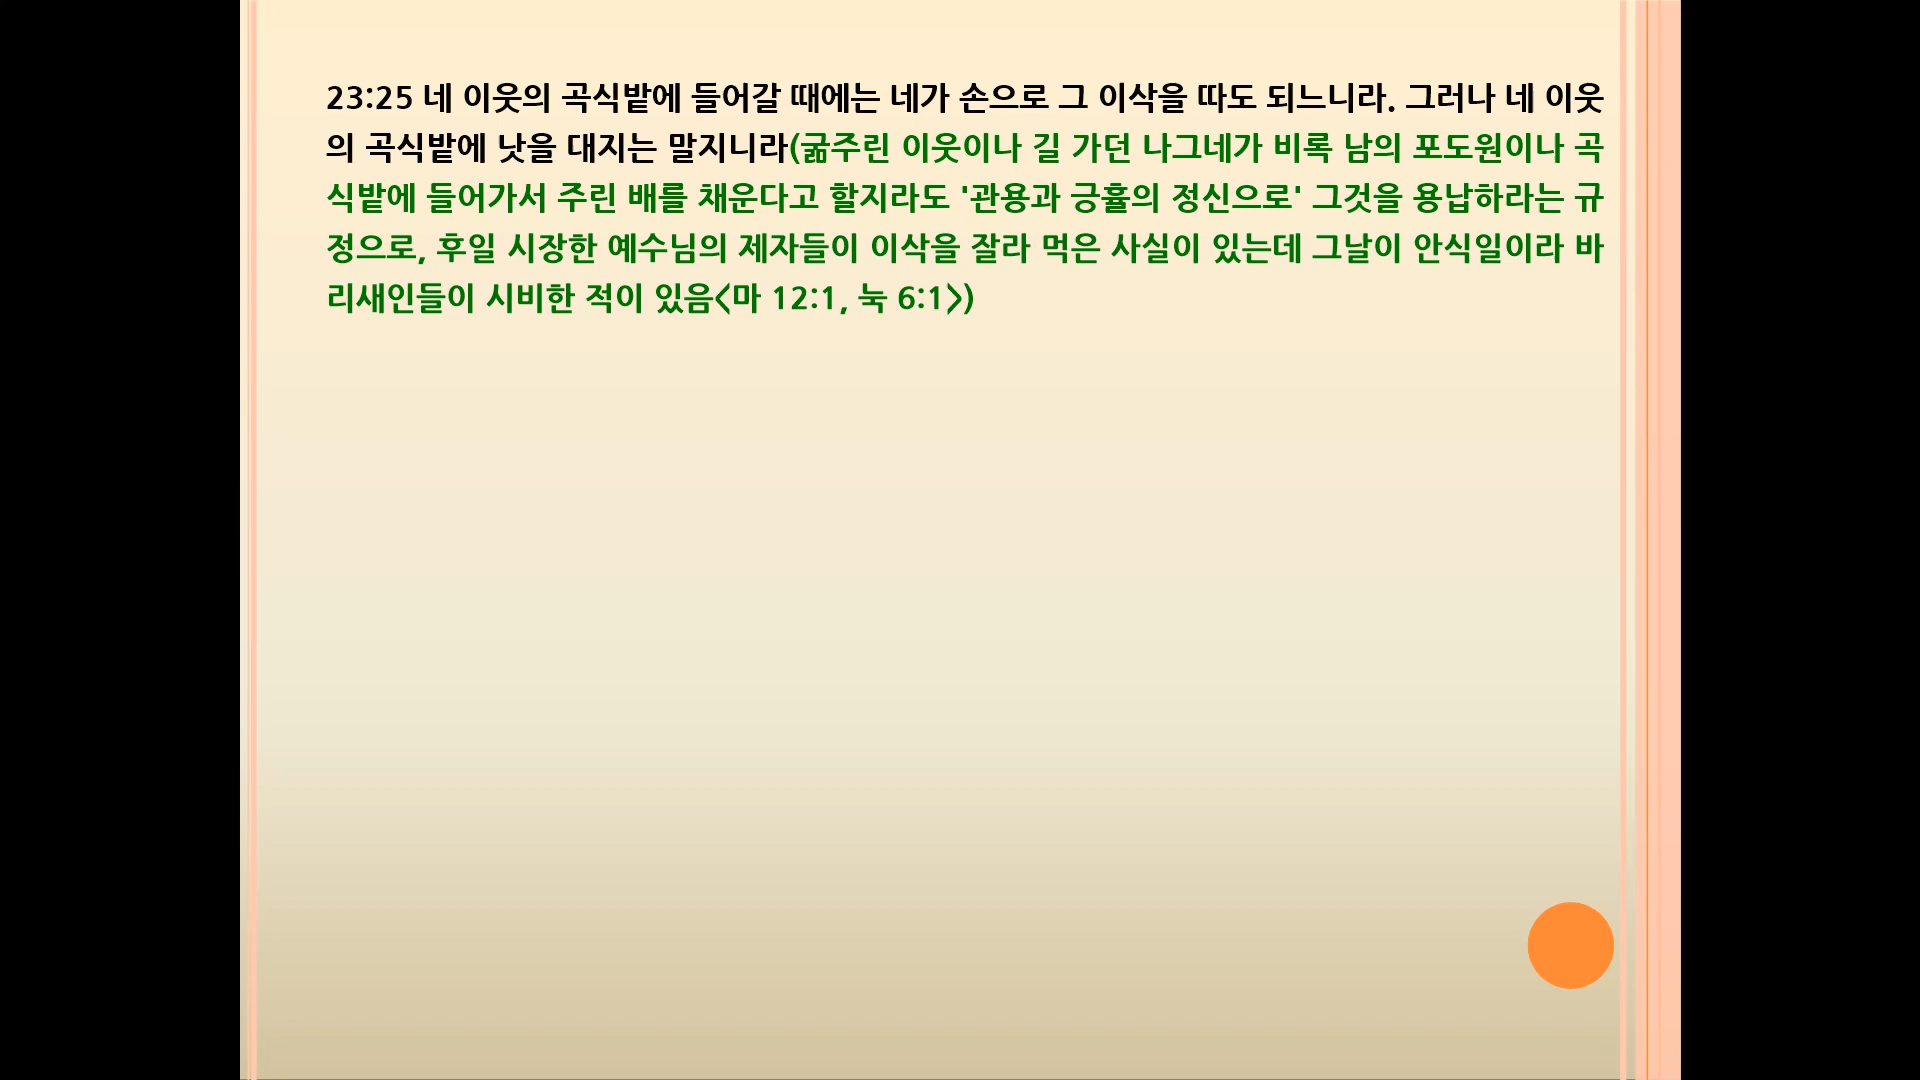 23:25 네 이웃의 곡식밭에 들어갈 때에는 네가 손으로 그 이삭을 따도 되느니라. 그러나 네 이웃
의 곡식밭에 낫을 대지는 말지니라(굶주린 이웃이나 길 가던 나그네가 비록 남의 포도원이나 곡
식밭에 들어가서 주린 배를 채운다고 할지라도 '관용과 긍휼의 정신으로' 그것을 용납하라는 규
정으로, 후일 시장한 예수님의 제자들이 이삭을 잘라 먹은 사실이 있는데 그날이 안식일이라 바
리새인들이 시비한 적이 있음<마 12:1, 눅 6:1>)